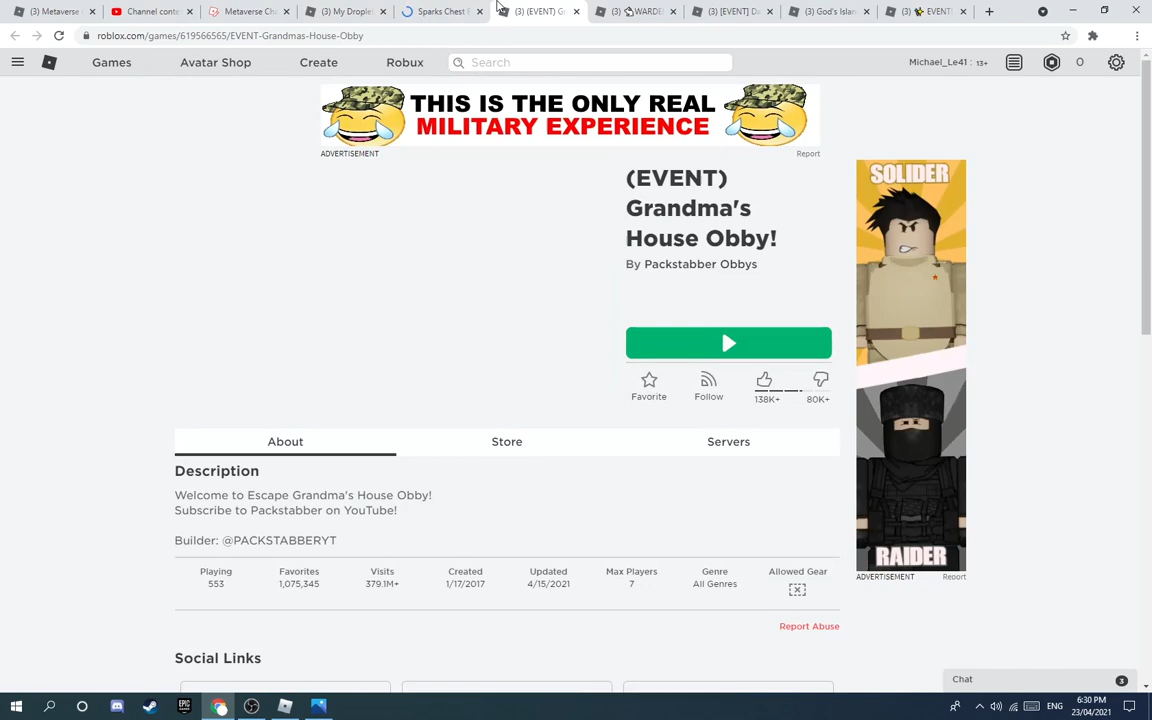 (3) Metaverse
Channel conte
Metaverse Ch
(3) My Drople
Sparks Chest E
(3) (EVENT) G
(3) WARDE
(3) [EVENT] Da
(3) God's Islan
(3) EVENT
roblox.com/games/619566565/EVENT-Grandmas-House-Obby
Games
Avatar Shop
Create
Robux
Search
Michael_Le41 : 13+
0
THIS IS THE ONLY REAL
MILITARY EXPERIENCE
ADVERTISEMENT
Report
(EVENT)
Grandma's
House Obby!
By Packstabber Obbys
Favorite
Follow
138K+
80K+
SOLIDER
RAIDER
ADVERTISEMENT
Report
About
Store
Servers
Description
Welcome to Escape Grandma's House Obby!
Subscribe to Packstabber on YouTube!
Builder: @PACKSTABBERYT
Playing
Favorites
Visits
Created
Updated
Max Players
Genre
Allowed Gear
553
1,075,345
379.1M+
1/17/2017
4/15/2021
7
All Genres
Report Abuse
Social Links
Chat
3
EPIC
ENG
6:30 PM
23/04/2021